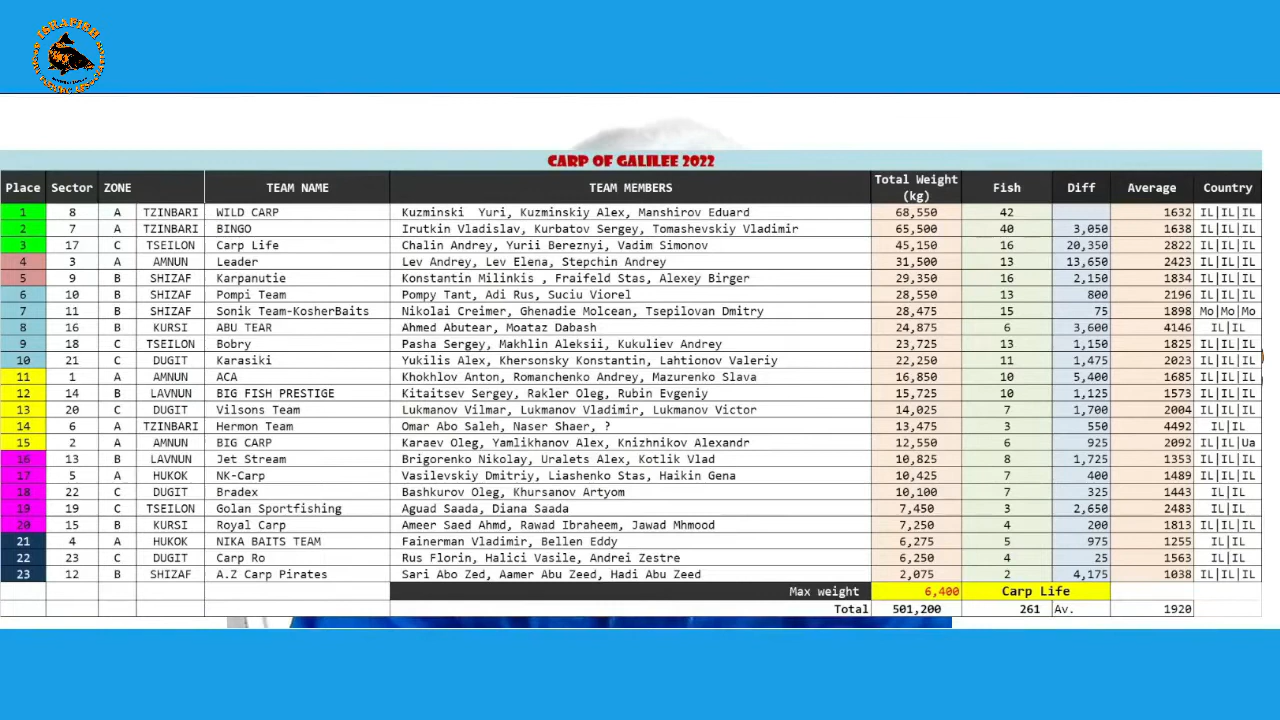 ISRAFISH
CARP OF GALILEE 2022
Place Sector ZONE TEAM NAME TEAM MEMBERS Total Weight (kg) Fish Diff Average Country
1 8 A TZINBARI WILD CARP Kuzminski Yuri, Kuzminskiy Alex, Manshirov Eduard 68,550 42 1632 IL|IL|IL
2 7 A TZINBARI BINGO Irutkin Vladislav, Kurbatov Sergey, Tomashevskiy Vladimir 65,500 40 3,050 1638 IL|IL|IL
3 17 C TSEILON Carp Life Chalin Andrey, Yurii Bereznyi, Vadim Simonov 45,150 16 20,350 2822 IL|IL|IL
4 3 A AMNUN Leader Lev Andrey, Lev Elena, Stepchin Andrey 31,500 13 13,650 2423 IL|IL|IL
5 9 B SHIZAF Karpanutie Konstantin Milinkis , Fraifeld Stas, Alexey Birger 29,350 16 2,150 1834 IL|IL|IL
6 10 B SHIZAF Pompi Team Pompy Tant, Adi Rus, Suciu Viorel 28,550 13 800 2196 IL|IL|IL
7 11 B SHIZAF Sonik Team-KosherBaits Nikolai Creimer, Ghenadie Molcean, Tsepilovan Dmitry 28,475 15 75 1898 Mo|Mo|Mo
8 16 B KURSI ABU TEAR Ahmed Abutear, Moataz Dabash 24,875 6 3,600 4146 IL|IL
9 18 C TSEILON Bobry Pasha Sergey, Makhlin Aleksii, Kukuliev Andrey 23,725 13 1,150 1825 IL|IL|IL
10 21 C DUGIT Karasiki Yukilis Alex, Khersonsky Konstantin, Lahtionov Valeriy 22,250 11 1,475 2023 IL|IL|IL
11 1 A AMNUN ACA Khokhlov Anton, Romanchenko Andrey, Mazurenko Slava 16,850 10 5,400 1685 IL|IL|IL
12 14 B LAVNUN BIG FISH PRESTIGE Kitaitsev Sergey, Rakler Oleg, Rubin Evgeniy 15,725 10 1,125 1573 IL|IL|IL
13 20 C DUGIT Vilsons Team Lukmanov Vilmar, Lukmanov Vladimir, Lukmanov Victor 14,025 7 1,700 2004 IL|IL|IL
14 6 A TZINBARI Hermon Team Omar Abo Saleh, Naser Shaer, ? 13,475 3 550 4492 IL|IL|IL
15 2 A AMNUN BIG CARP Karaev Oleg, Yamlikhanov Alex, Knizhnikov Alexandr 12,550 6 925 2092 IL|IL|Ua
16 13 B LAVNUN Jet Stream Brigorenko Nikolay, Uralets Alex, Kotlik Vlad 10,825 8 1,725 1353 IL|IL|IL
17 5 A HUKOK NK-Carp Vasilevskij Dmitriy, Liashenko Stas, Haikin Gena 10,425 7 400 1489 IL|IL|IL
18 22 C DUGIT Bradex Bashkurov Oleg, Khursanov Artyom 10,100 7 325 1443 IL|IL
19 19 C TSEILON Golan Sportfishing Aguad Saada, Diana Saada 7,450 3 2,650 2483 IL|IL
20 15 B KURSI Royal Carp Ameer Saed Ahmd, Rawad Ibraheem, Jawad Mhmood 7,250 4 200 1813 IL|IL|IL
21 4 A HUKOK NIKA BAITS TEAM Fainerman Vladimir, Bellen Eddy 6,275 5 975 1255 IL|IL
22 23 C DUGIT Carp Ro Rus Florin, Halici Vasile, Andrei Zestre 6,250 4 25 1563 IL|IL
23 12 B SHIZAF A.Z Carp Pirates Sari Abo Zed, Aamer Abu Zeed, Hadi Abu Zeed 2,075 2 4,175 1038 IL|IL|IL
Max weight 6,400 Carp Life
Total 501,200 261 Av. 1920